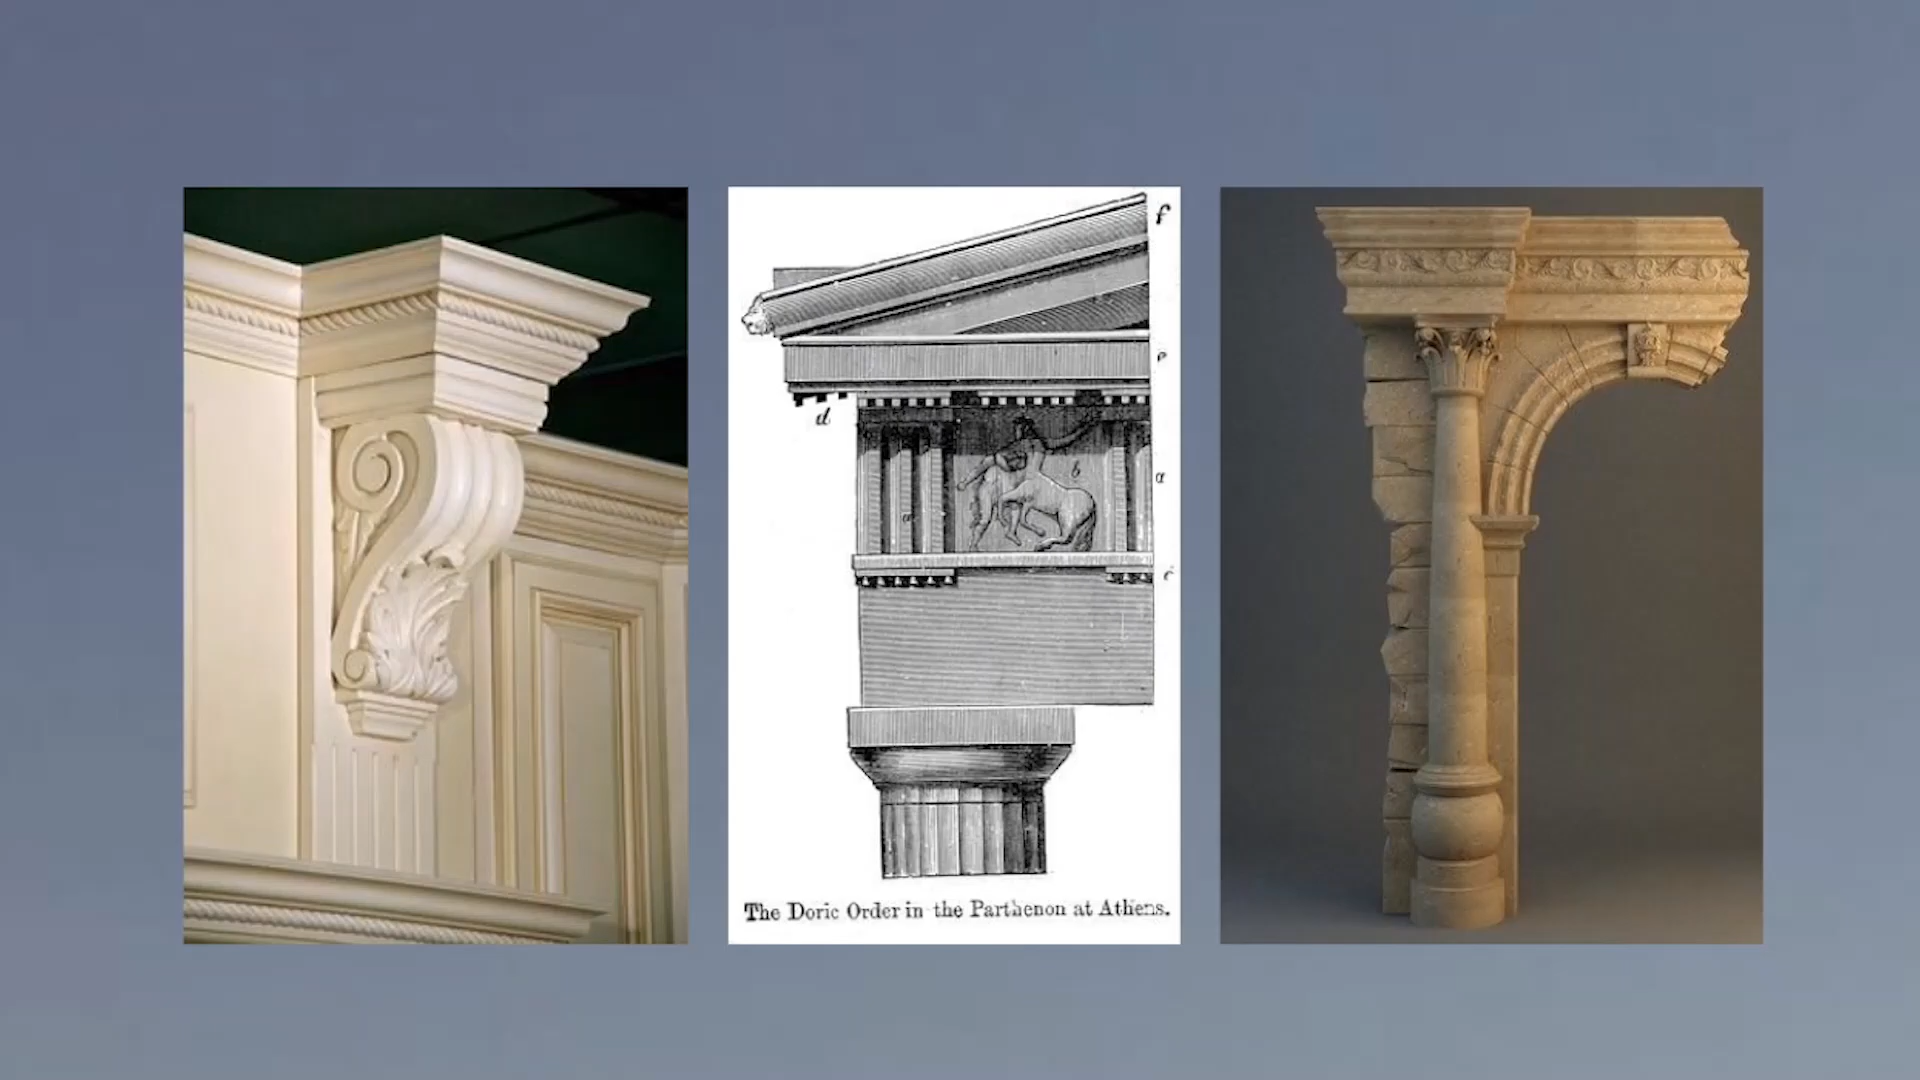 f
e
d
b
a
a
c
The Doric Order in the Parthenon at Athens.